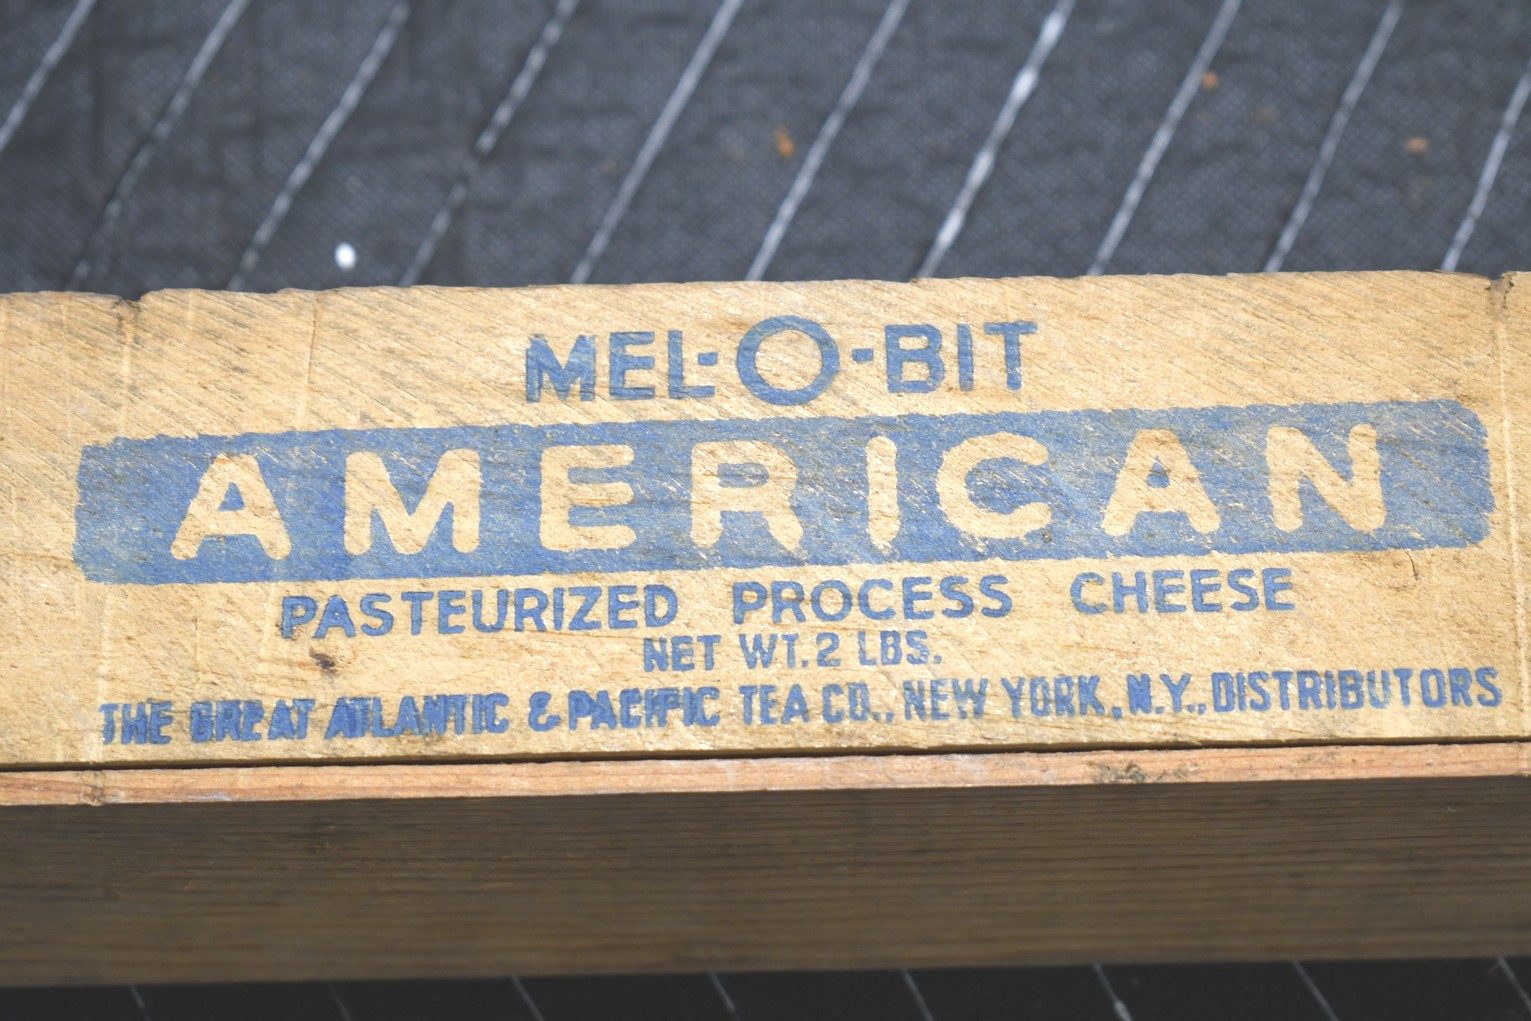 MEL-O-BIT
AMERICAN
PASTEURIZED PROCESS CHEESE
NET WT. 2 LBS.
THE GREAT ATLANTIC & PACIFIC TEA CO., NEW YORK, N.Y., DISTRIBUTORS